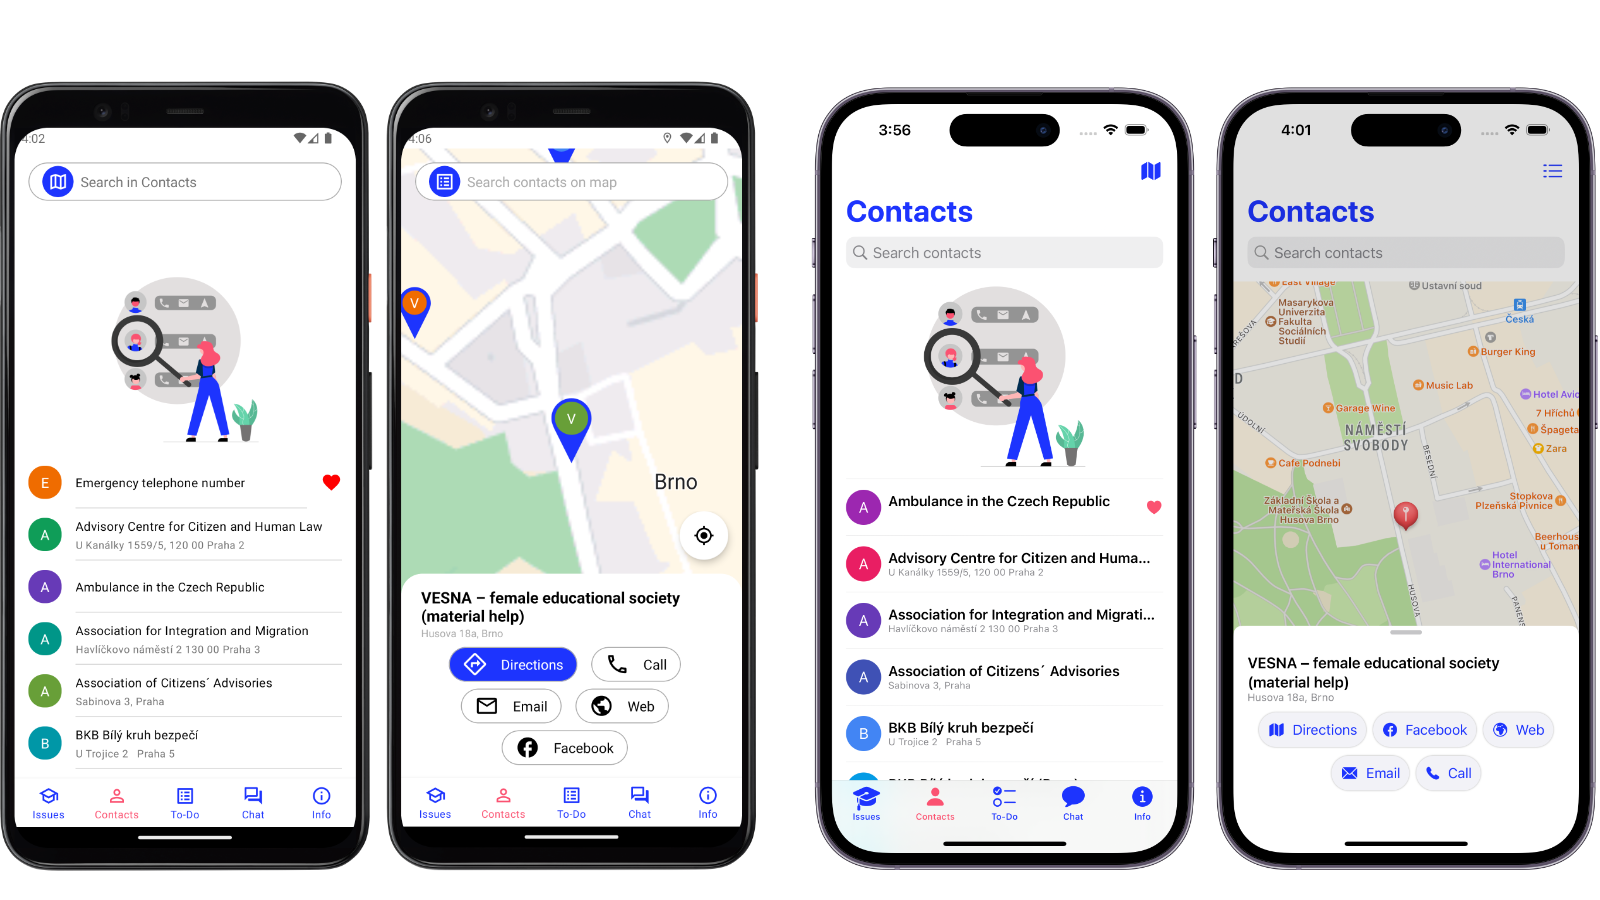 4:02
Search in Contacts
E
Emergency telephone number
A
Advisory Centre for Citizen and Human Law
U Kanálky 1559/5, 120 00 Praha 2
A
Ambulance in the Czech Republic
A
Association for Integration and Migration
Havlíčkovo náměstí 2 130 00 Praha 3
A
Association of Citizens´ Advisories
Sabinova 3, Praha
B
BKB Bílý kruh bezpečí
U Trojice 2 Praha 5
Issues
Contacts
To-Do
Chat
Info
4:06
Search contacts on map
V
V
Brno
VESNA – female educational society
(material help)
Husova 18a, Brno
Directions
Call
Email
Web
Facebook
Issues
Contacts
To-Do
Chat
Info
3:56
Contacts
Search contacts
A
Ambulance in the Czech Republic
A
Advisory Centre for Citizen and Huma...
U Kanálky 1559/5, 120 00 Praha 2
A
Association for Integration and Migrati...
Havlíčkovo náměstí 2 130 00 Praha 3
A
Association of Citizens´ Advisories
Sabinova 3, Praha
B
BKB Bílý kruh bezpečí
U Trojice 2 Praha 5
Issues
Contacts
To-Do
Chat
Info
4:01
Contacts
Search contacts
East Village
Ustavní soud
Masarykova
Univerzita
Fakulta
Sociálních
Studií
Česká
Burger King
D
Music Lab
Hotel Avic
Garage Wine
7 Hříchů
ÚDOLNÍ
NÁMĚSTÍ
SVOBODY
Špageta
Zara
BESEDNÍ
Cafe Podnebi
Základní Škola a
Mateřská Škola
Husova Brno
Stopkova
Plzeňská Pivnice
Beerhous
u Toman
Hotel
International
Brno
HUSOVA
PANENS
VESNA – female educational society
(material help)
Husova 18a, Brno
Directions
Facebook
Web
Email
Call